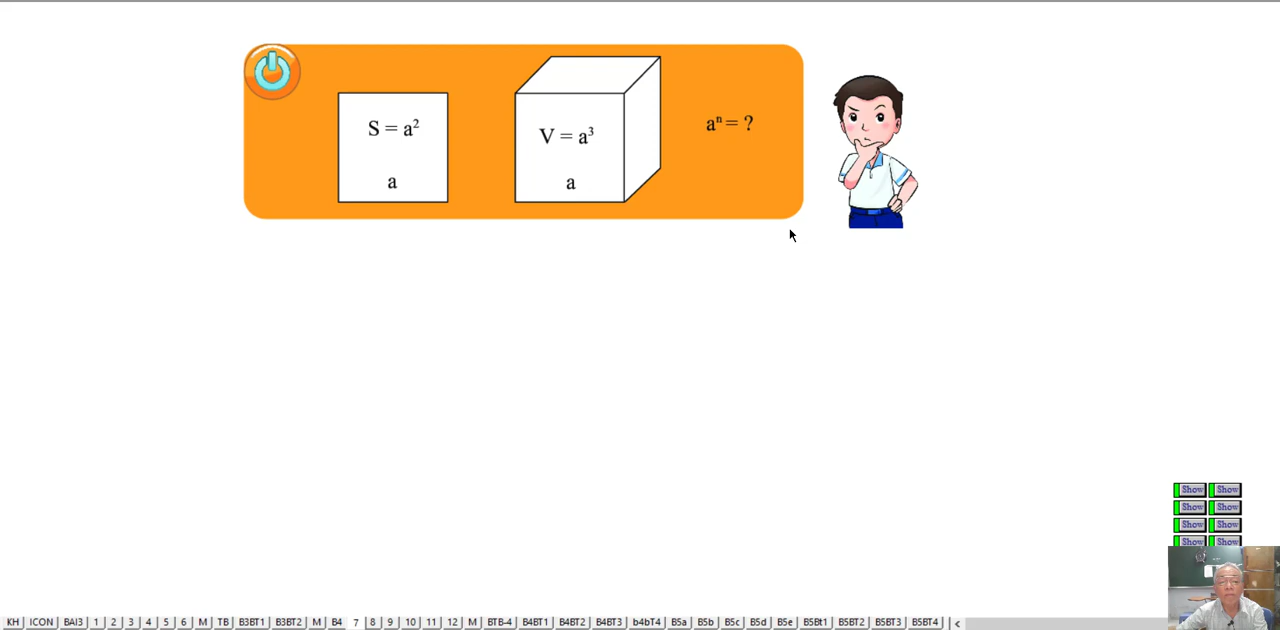 S = a²
a
V = a³
a
aⁿ = ?
Show Show
Show Show
Show Show
Show Show
KH ICON BAI3 1 2 3 4 5 6 M TB B3BT1 B3BT2 M B4 7 8 9 10 11 12 M BTB-4 B4BT1 B4BT2 B4BT3 b4bT4 B5a B5b B5c B5d B5e B5Bt1 B5BT2 B5BT3 B5BT4 <